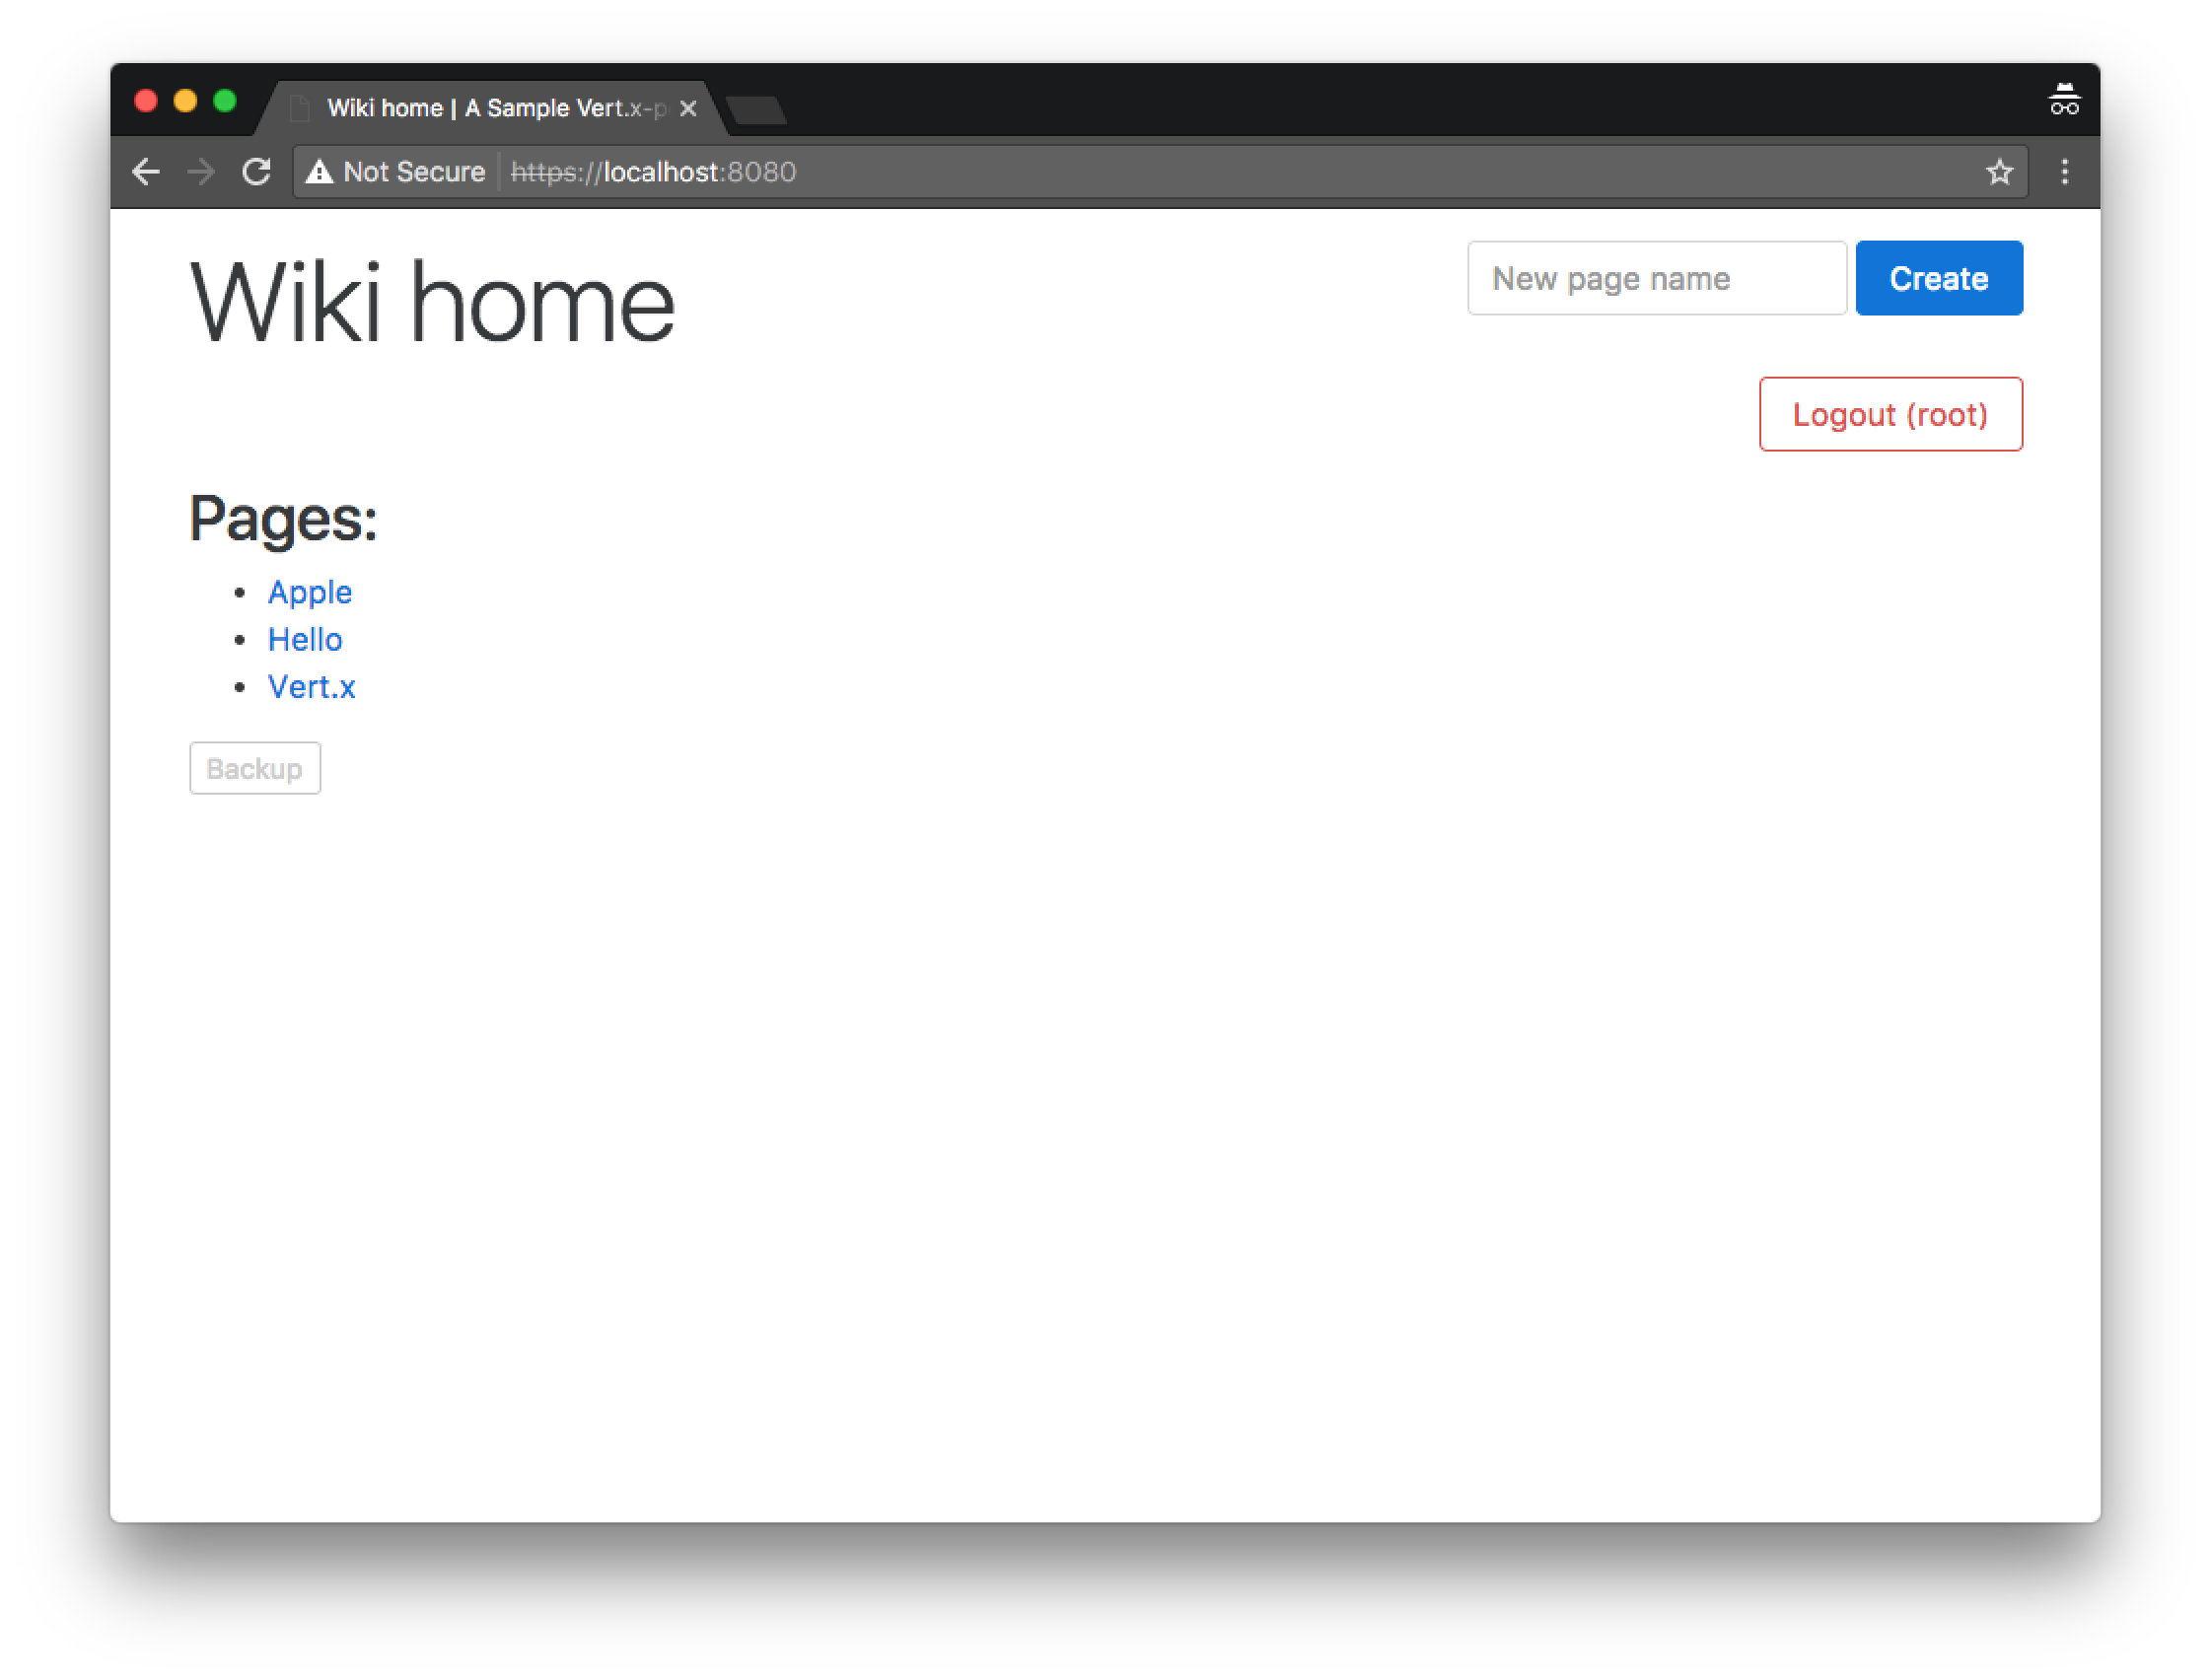 Wiki home | A Sample Vert.x-p
Not Secure https://localhost:8080
Wiki home
New page name Create
Logout (root)
Pages:
Apple
Hello
Vert.x
Backup